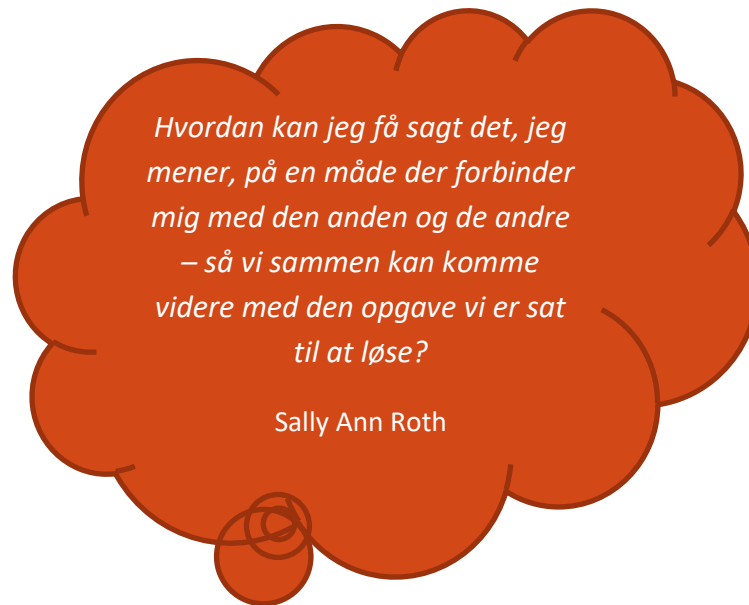 Hvordan kan jeg få sagt det, jeg
mener, på en måde der forbinder
mig med den anden og de andre
– så vi sammen kan komme
videre med den opgave vi er sat
til at løse?
Sally Ann Roth